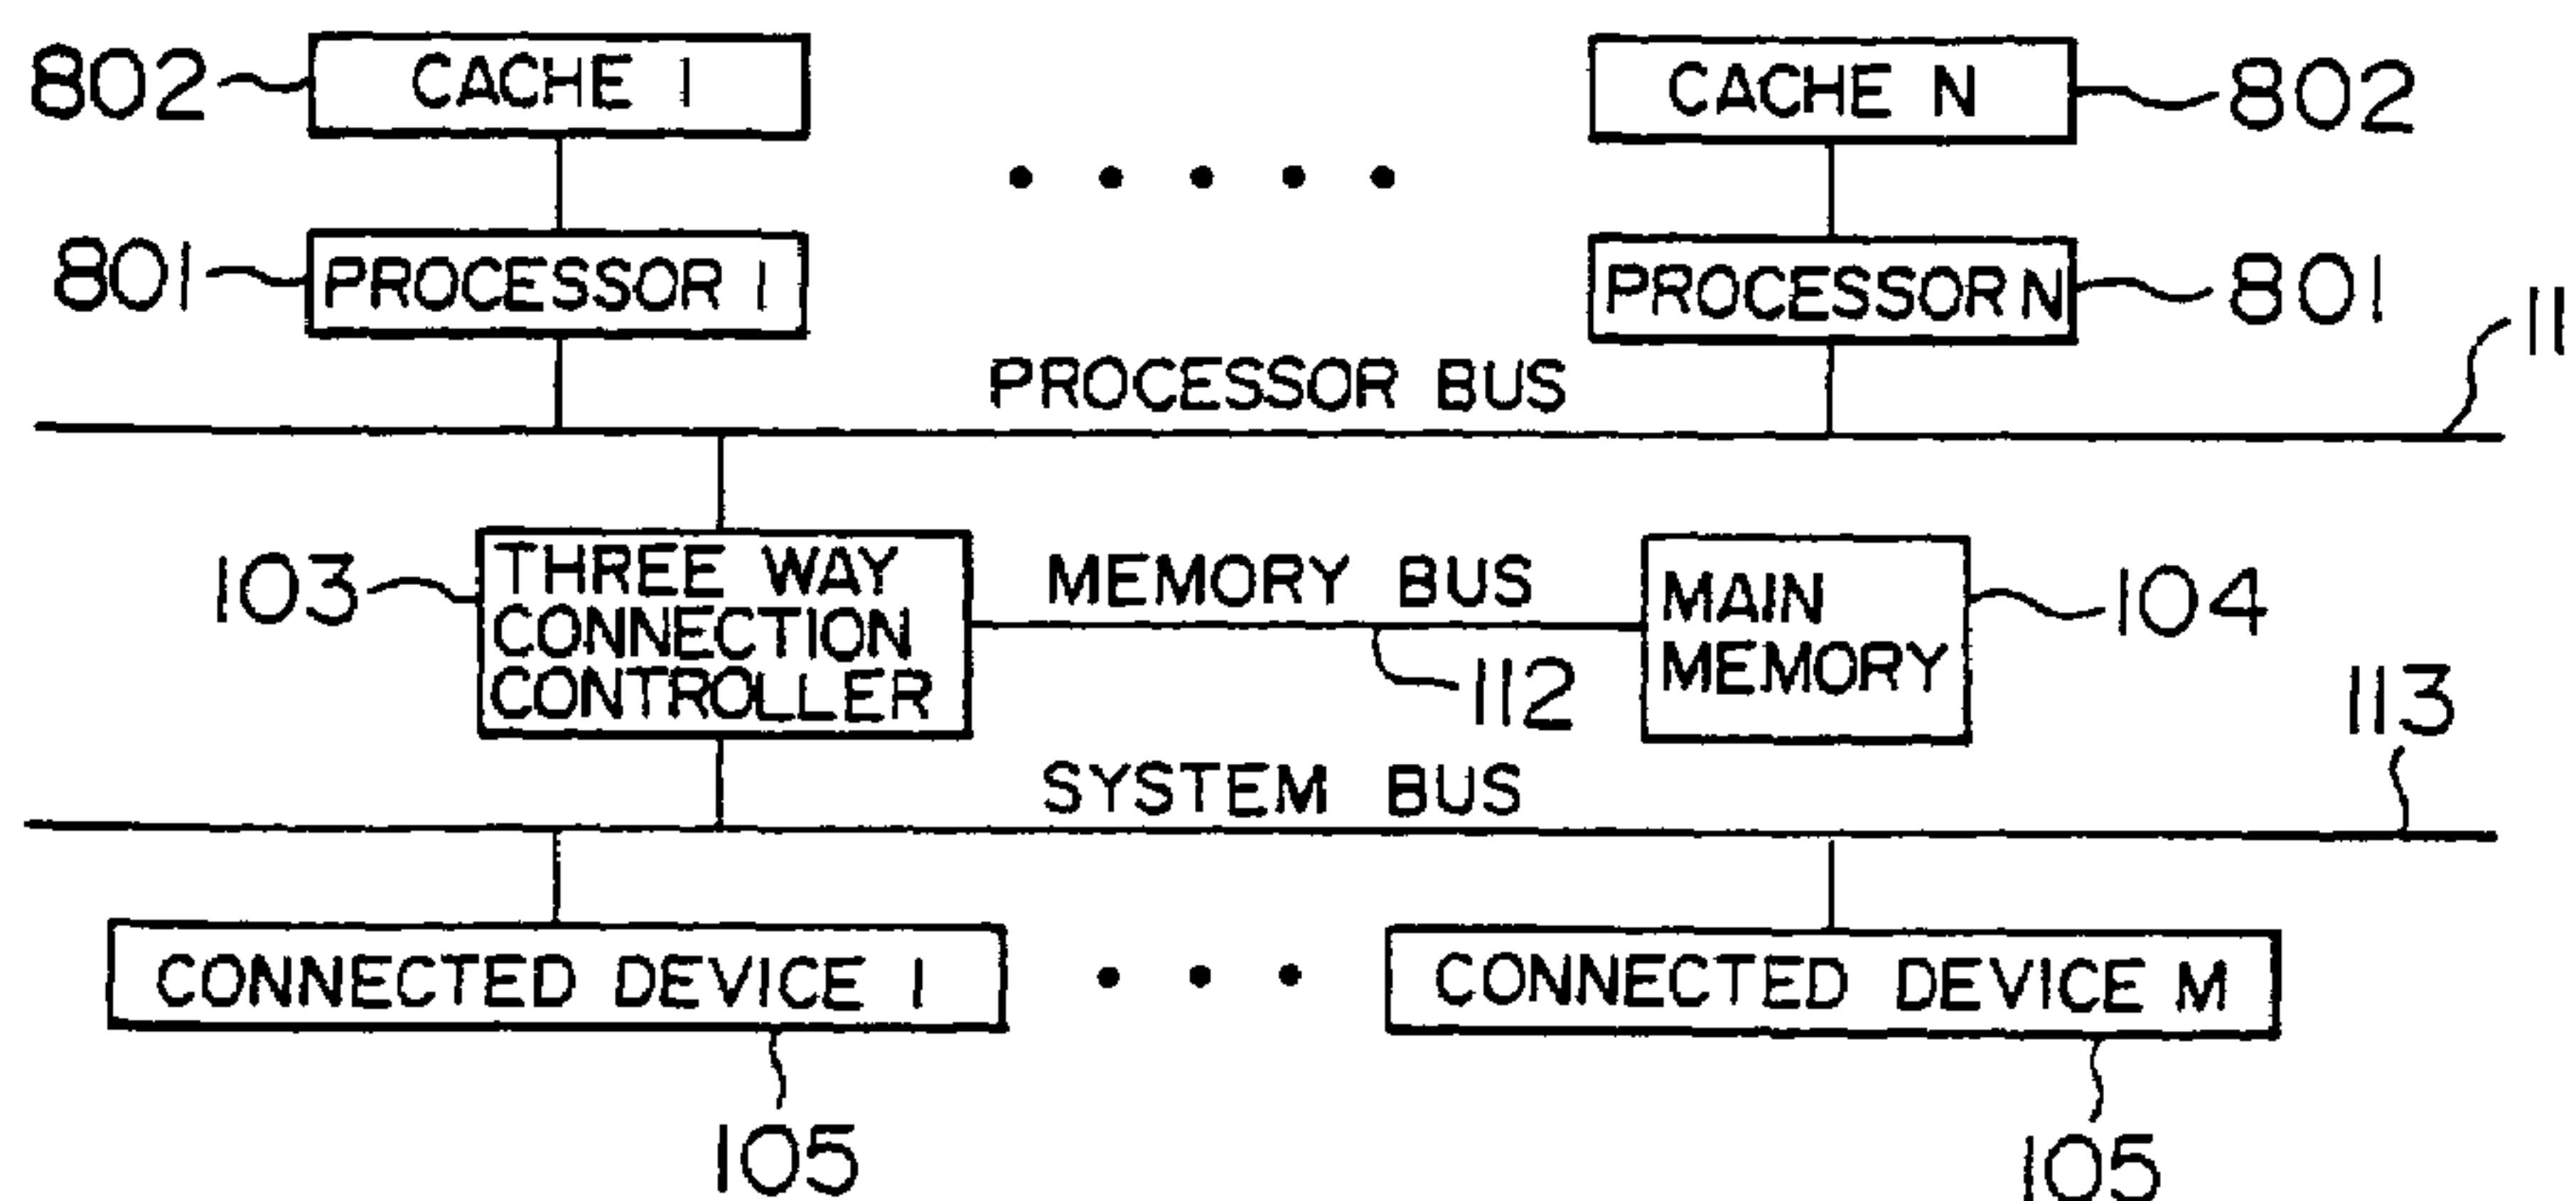 802 CACHE 1 CACHE N 802
801 PROCESSOR 1 PROCESSOR N 801
PROCESSOR BUS 11
103 THREE WAY
CONNECTION
CONTROLLER
MEMORY BUS
112
MAIN
MEMORY
104
SYSTEM BUS 113
CONNECTED DEVICE 1 CONNECTED DEVICE M
105 105